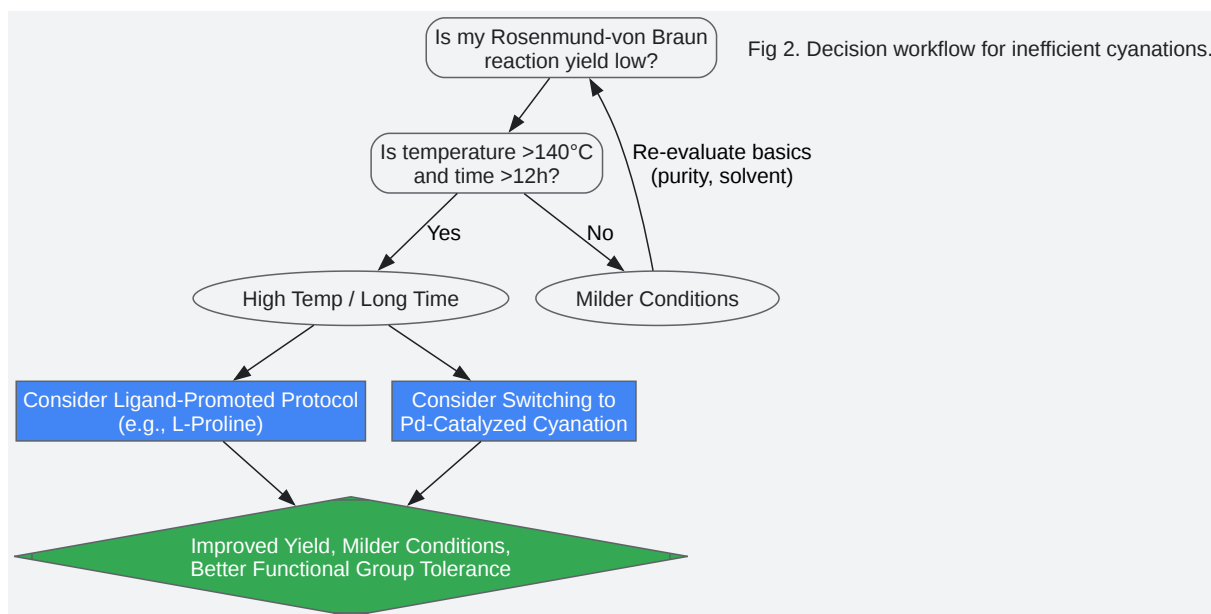 Is my Rosenmund-von Braun
reaction yield low?
Fig 2. Decision workflow for inefficient cyanations.
Is temperature >140°C
and time >12h?
Re-evaluate basics
(purity, solvent)
Yes
No
High Temp / Long Time
Milder Conditions
Consider Ligand-Promoted Protocol
(e.g., L-Proline)
Consider Switching to
Pd-Catalyzed Cyanation
Improved Yield, Milder Conditions,
Better Functional Group Tolerance